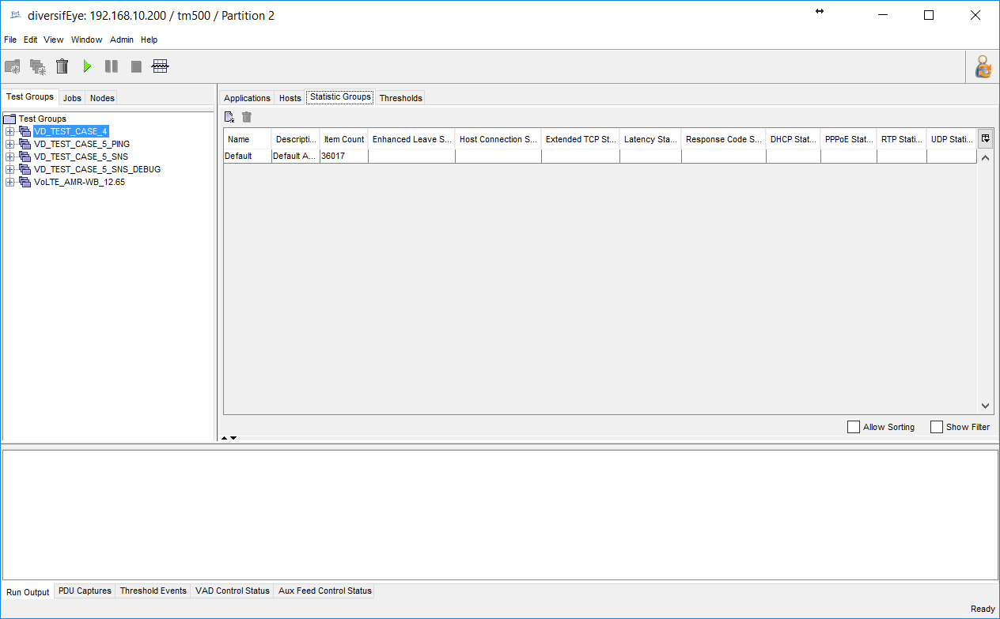 diversifEye: 192.168.10.200 / tm500 / Partition 2
File Edit View Window Admin Help
Test Groups Jobs Nodes
Applications Hosts Statistic Groups Thresholds
Test Groups
VD_TEST_CASE_4
VD_TEST_CASE_5_PING
VD_TEST_CASE_5_SNS
VD_TEST_CASE_5_SNS_DEBUG
VoLTE_AMR-WB_12.65
Name Descripti... Item Count Enhanced Leave S... Host Connection S... Extended TCP St... Latency Sta... Response Code S... DHCP Stat... PPPoE Stat... RTP Stati... UDP Stati...
Default Default A... 36017
Allow Sorting Show Filter
Run Output PDU Captures Threshold Events VAD Control Status Aux Feed Control Status
Ready